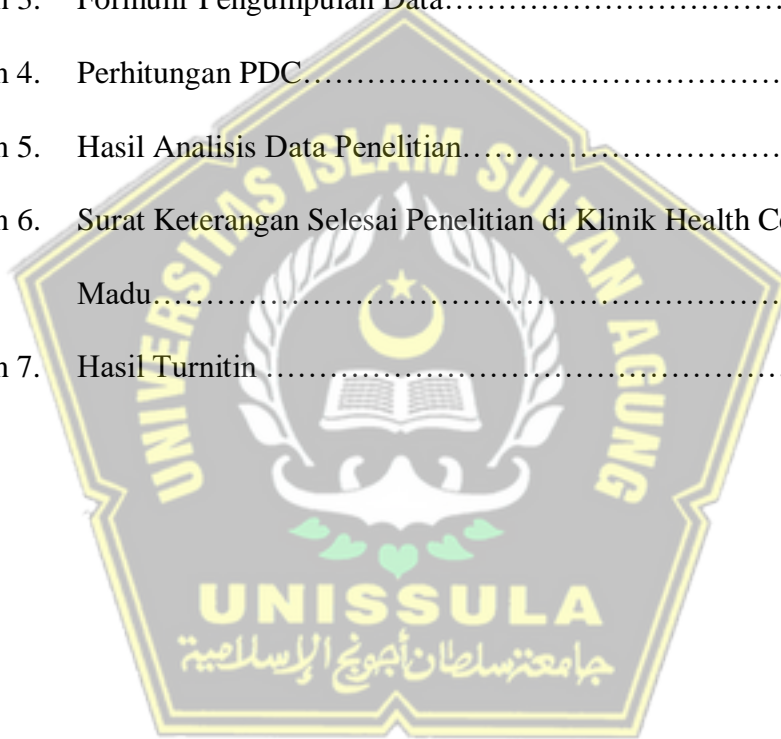 n 3. Formulir Pengumpulan Data……………………………
n 4. Perhitungan PDC……………………………………………
n 5. Hasil Analisis Data Penelitian………………………………
n 6. Surat Keterangan Selesai Penelitian di Klinik Health Ce
Madu…………………………………………………………
n 7. Hasil Turnitin ………………………………………………
UNIVERSITAS ISLAM SULTAN AGUNG
UNISSULA
جامعة سلطان أجونج الإسلامية